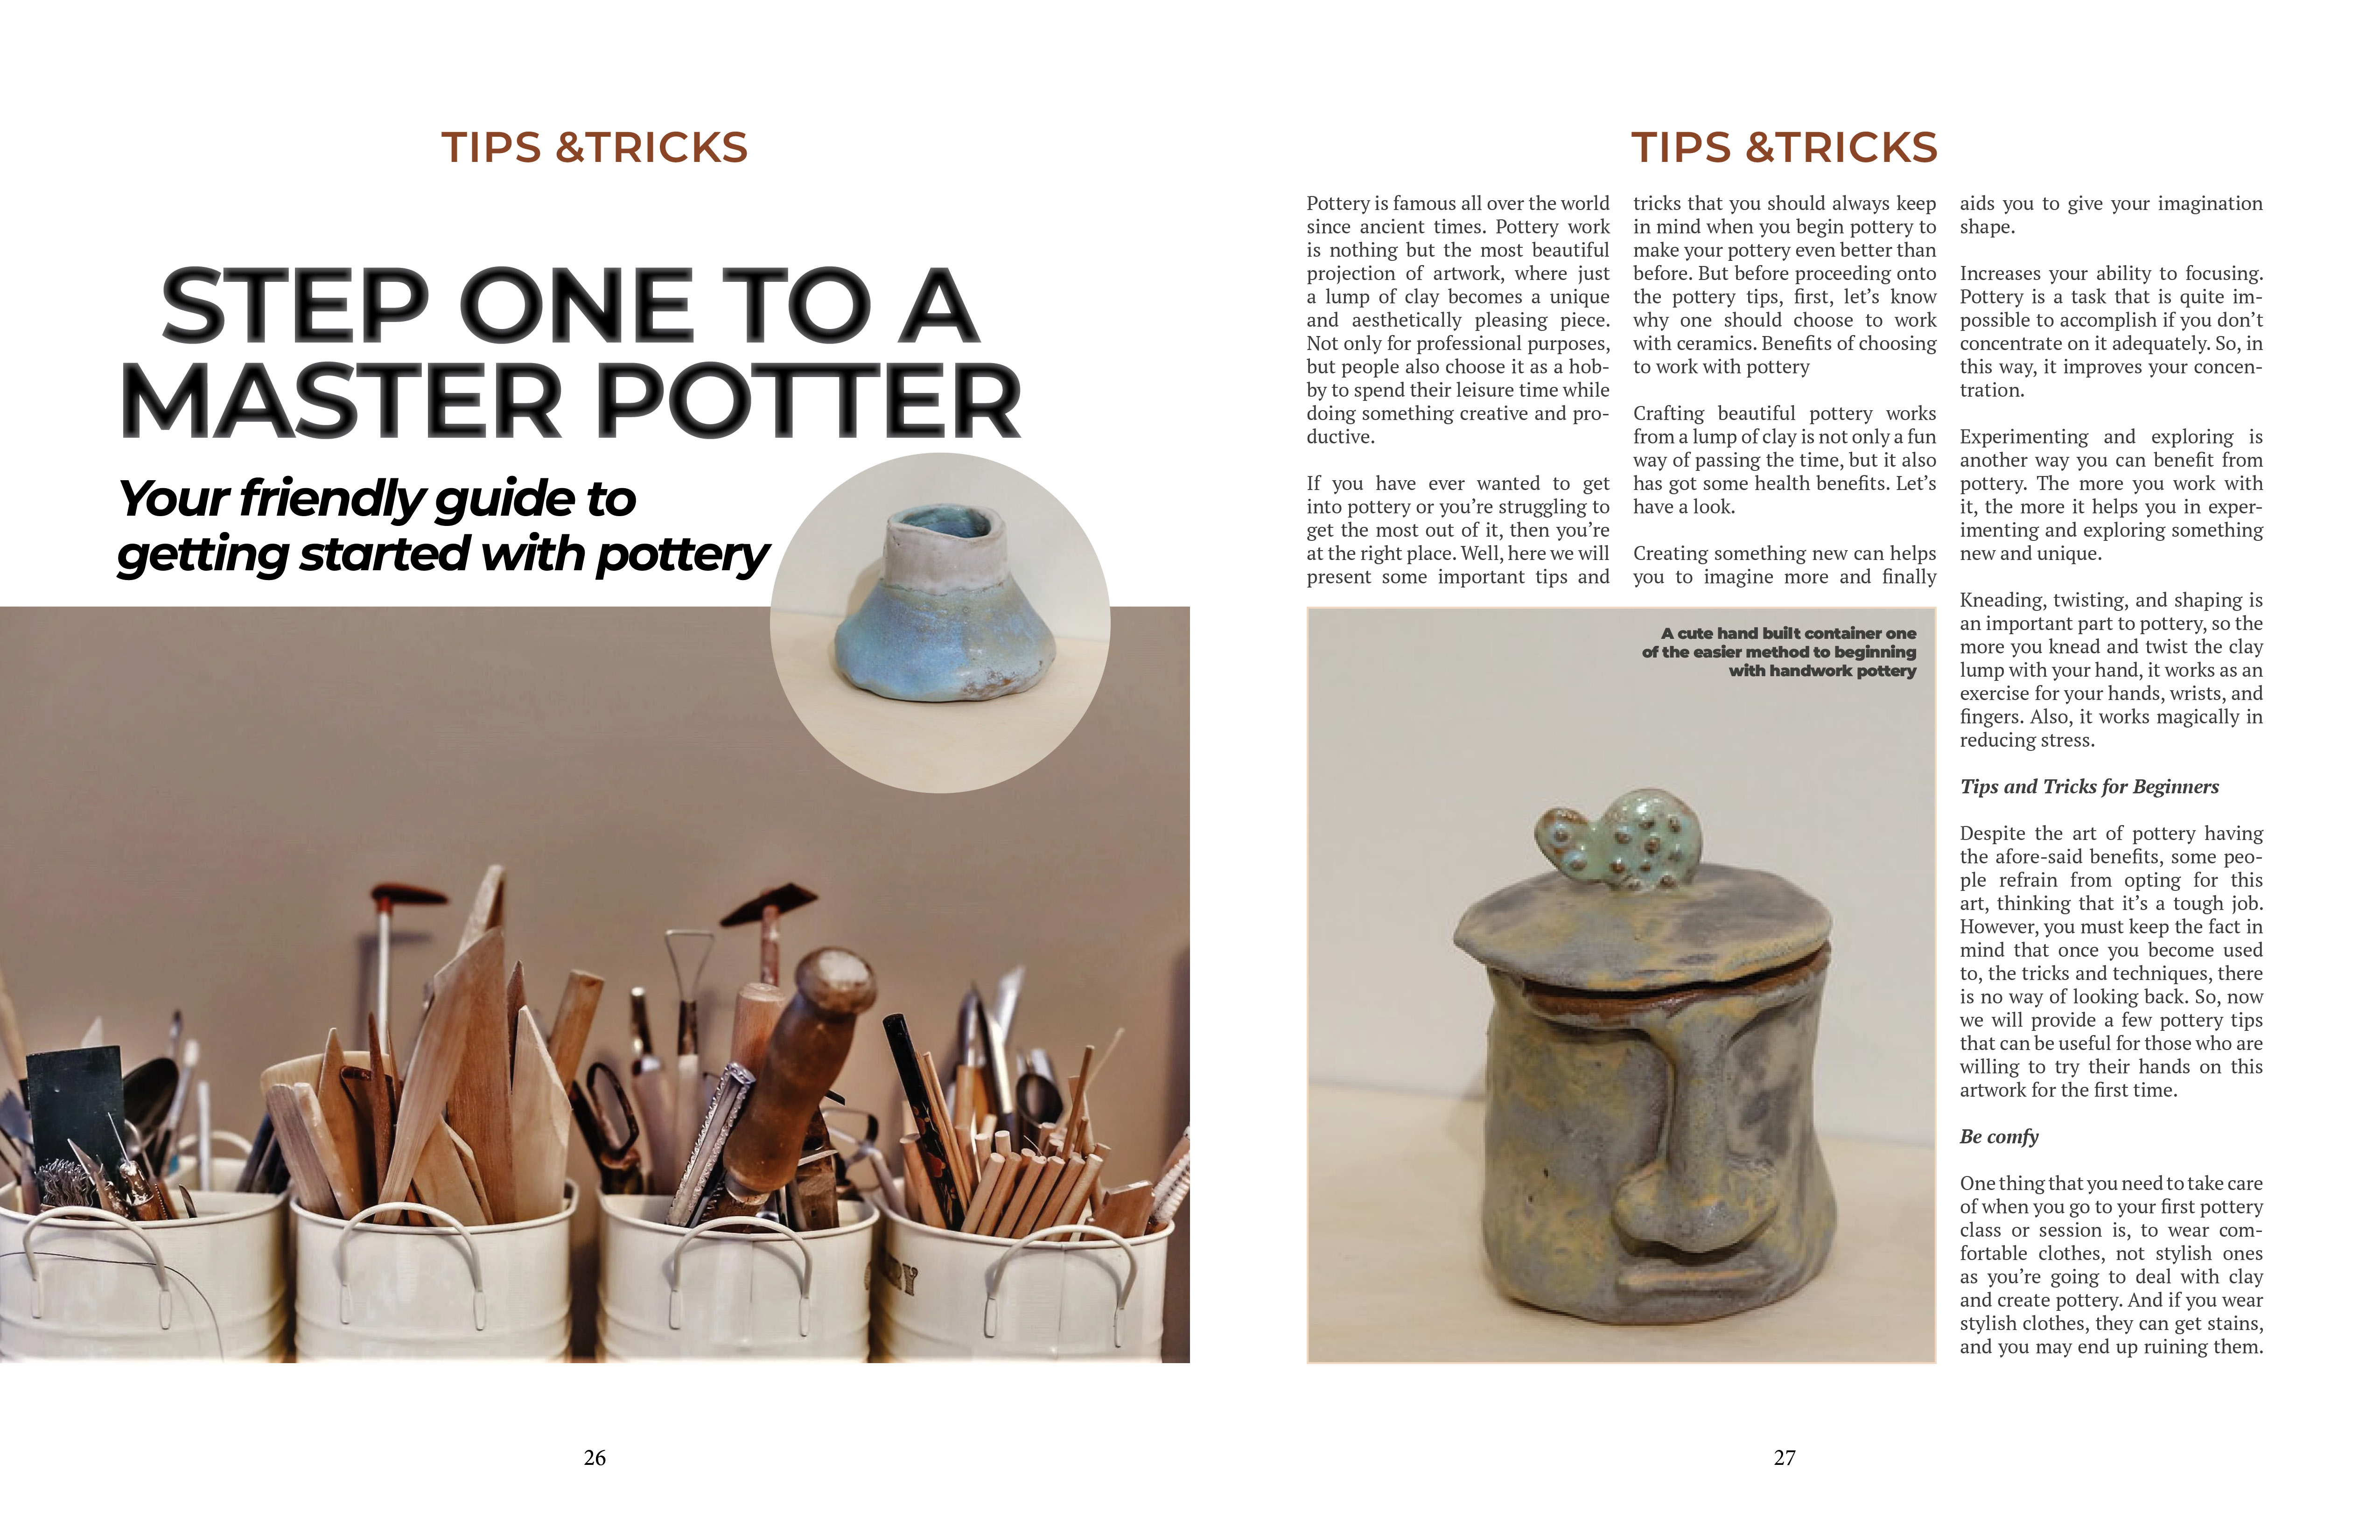 TIPS &TRICKS
STEP ONE TO A
MASTER POTTER
Your friendly guide to
getting started with pottery
26
TIPS &TRICKS
Pottery is famous all over the world
since ancient times. Pottery work
is nothing but the most beautiful
projection of artwork, where just
a lump of clay becomes a unique
and aesthetically pleasing piece.
Not only for professional purposes,
but people also choose it as a hob-
by to spend their leisure time while
doing something creative and pro-
ductive.
If you have ever wanted to get
into pottery or you’re struggling to
get the most out of it, then you’re
at the right place. Well, here we will
present some important tips and
tricks that you should always keep
in mind when you begin pottery to
make your pottery even better than
before. But before proceeding onto
the pottery tips, first, let’s know
why one should choose to work
with ceramics. Benefits of choosing
to work with pottery
Crafting beautiful pottery works
from a lump of clay is not only a fun
way of passing the time, but it also
has got some health benefits. Let’s
have a look.
Creating something new can helps
you to imagine more and finally
A cute hand built container one
of the easier method to beginning
with handwork pottery
aids you to give your imagination
shape.
Increases your ability to focusing.
Pottery is a task that is quite im-
possible to accomplish if you don’t
concentrate on it adequately. So, in
this way, it improves your concen-
tration.
Experimenting and exploring is
another way you can benefit from
pottery. The more you work with
it, the more it helps you in exper-
imenting and exploring something
new and unique.
Kneading, twisting, and shaping is
an important part to pottery, so the
more you knead and twist the clay
lump with your hand, it works as an
exercise for your hands, wrists, and
fingers. Also, it works magically in
reducing stress.
Tips and Tricks for Beginners
Despite the art of pottery having
the afore-said benefits, some peo-
ple refrain from opting for this
art, thinking that it’s a tough job.
However, you must keep the fact in
mind that once you become used
to, the tricks and techniques, there
is no way of looking back. So, now
we will provide a few pottery tips
that can be useful for those who are
willing to try their hands on this
artwork for the first time.
Be comfy
One thing that you need to take care
of when you go to your first pottery
class or session is, to wear com-
fortable clothes, not stylish ones
as you’re going to deal with clay
and create pottery. And if you wear
stylish clothes, they can get stains,
and you may end up ruining them.
27